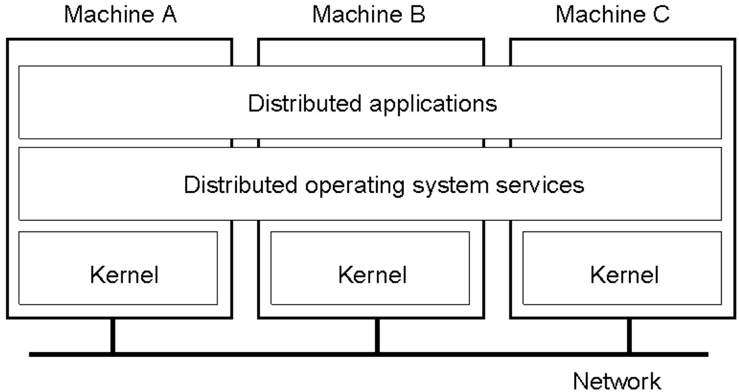 Machine A
Machine B
Machine C
Distributed applications
Distributed operating system services
Kernel
Kernel
Kernel
Network